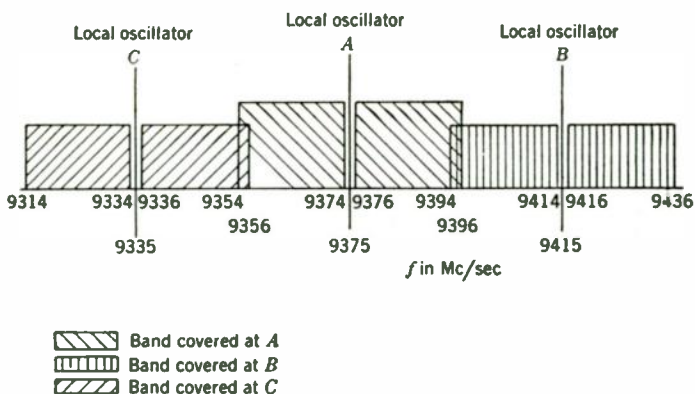 Local oscillator
A
Local oscillator
C
Local oscillator
B
9314 9334 9336 9354 9374 9376 9394 9414 9416 9436
9356 9396
9335 9375 9415
f in Mc/sec
Band covered at A
Band covered at B
Band covered at C